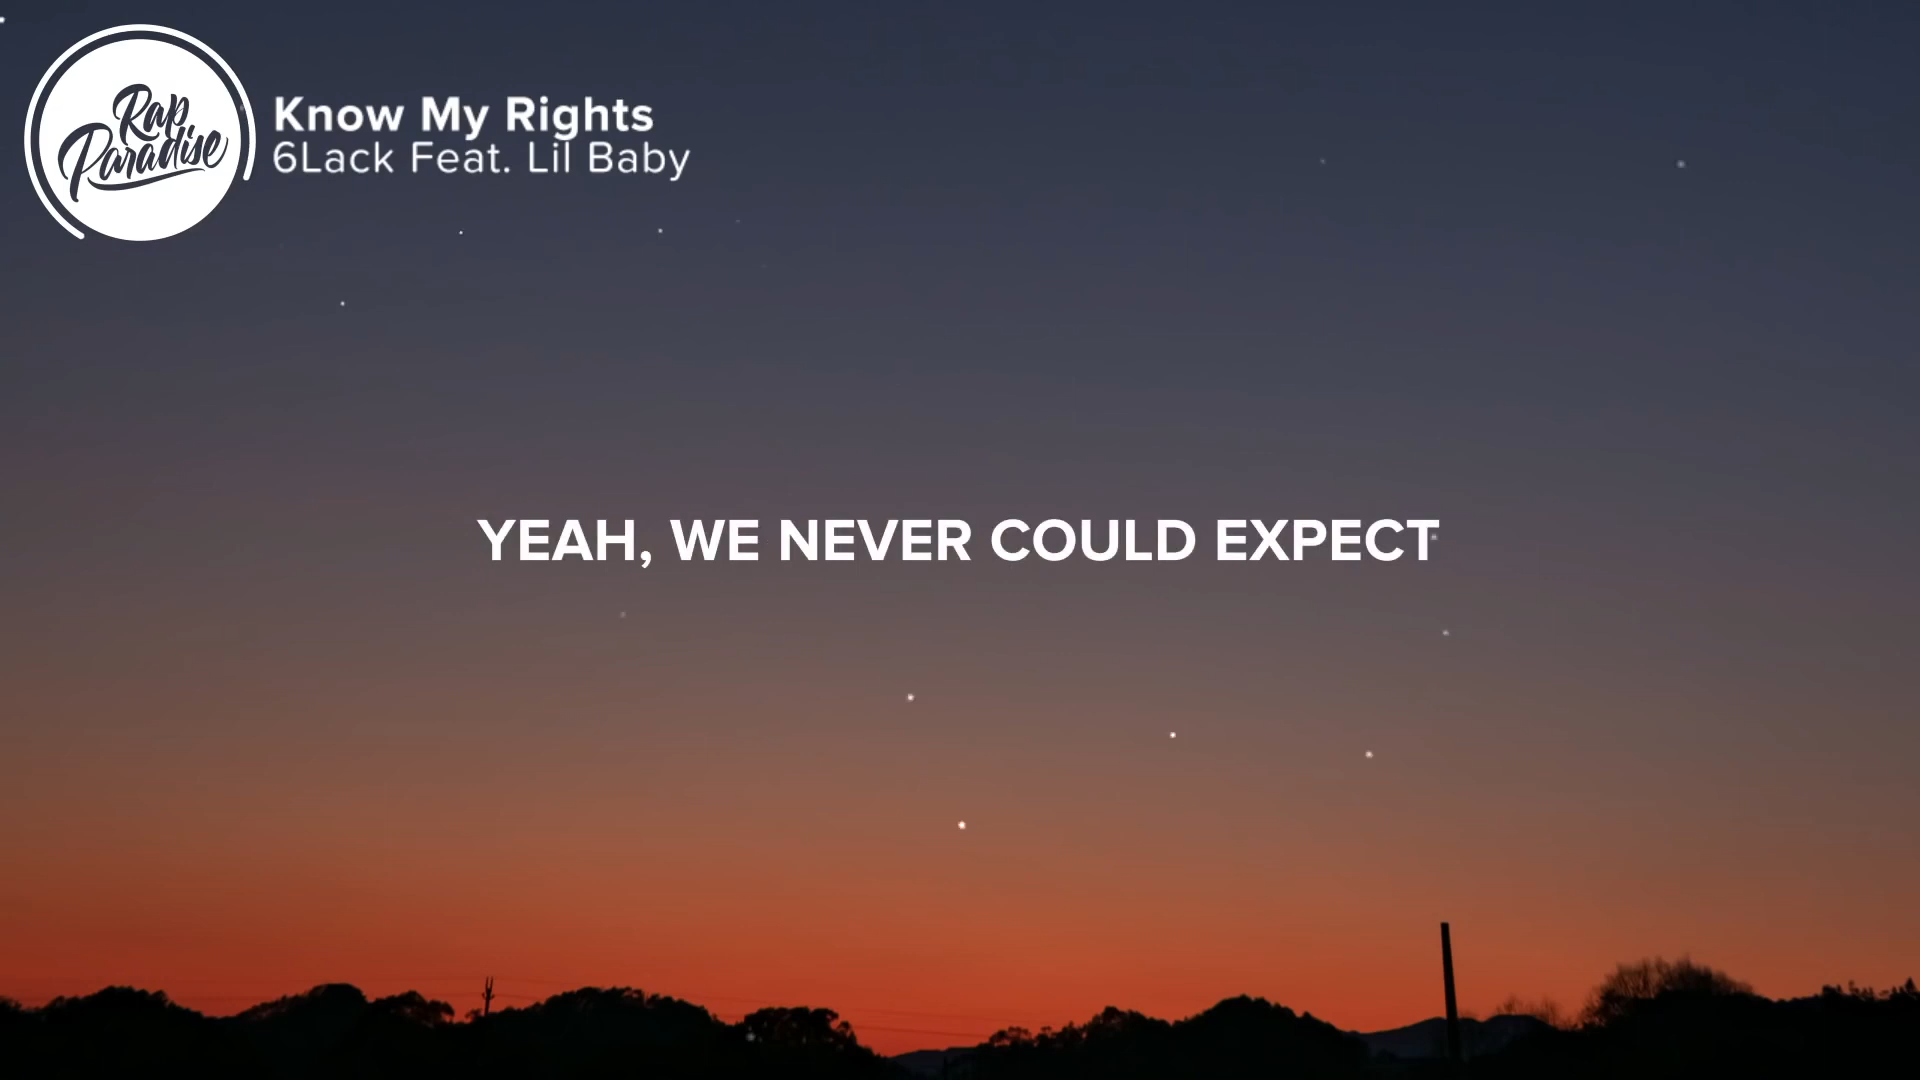 Rap
Paradise
Know My Rights
6Lack Feat. Lil Baby
YEAH, WE NEVER COULD EXPECT